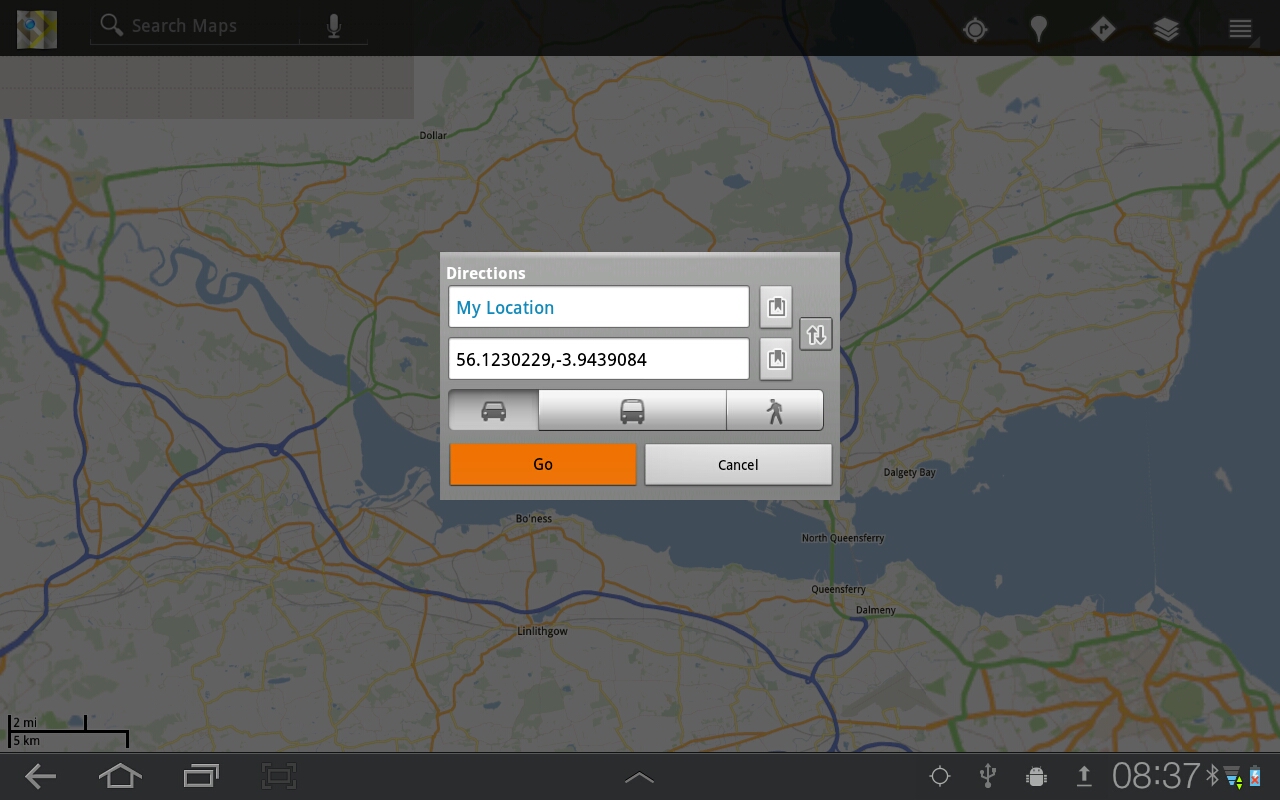 Search Maps
Dollar
Directions
My Location
56.1230229,-3.9439084
Go
Cancel
Dalgety Bay
Bo'ness
North Queensferry
Queensferry
Dalmeny
Linlithgow
2 mi
5 km
08:37